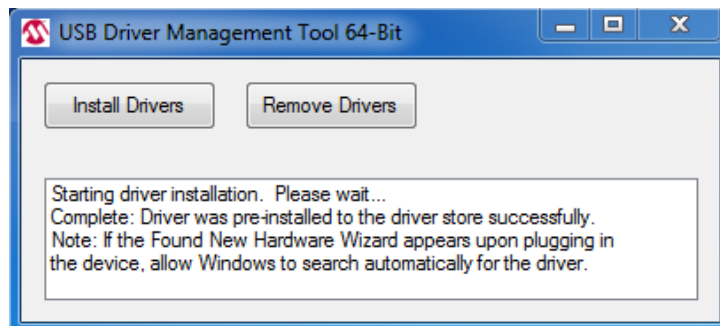 USB Driver Management Tool 64-Bit
Install Drivers
Remove Drivers
Starting driver installation.  Please wait...
Complete: Driver was pre-installed to the driver store successfully.
Note: If the Found New Hardware Wizard appears upon plugging in
the device, allow Windows to search automatically for the driver.